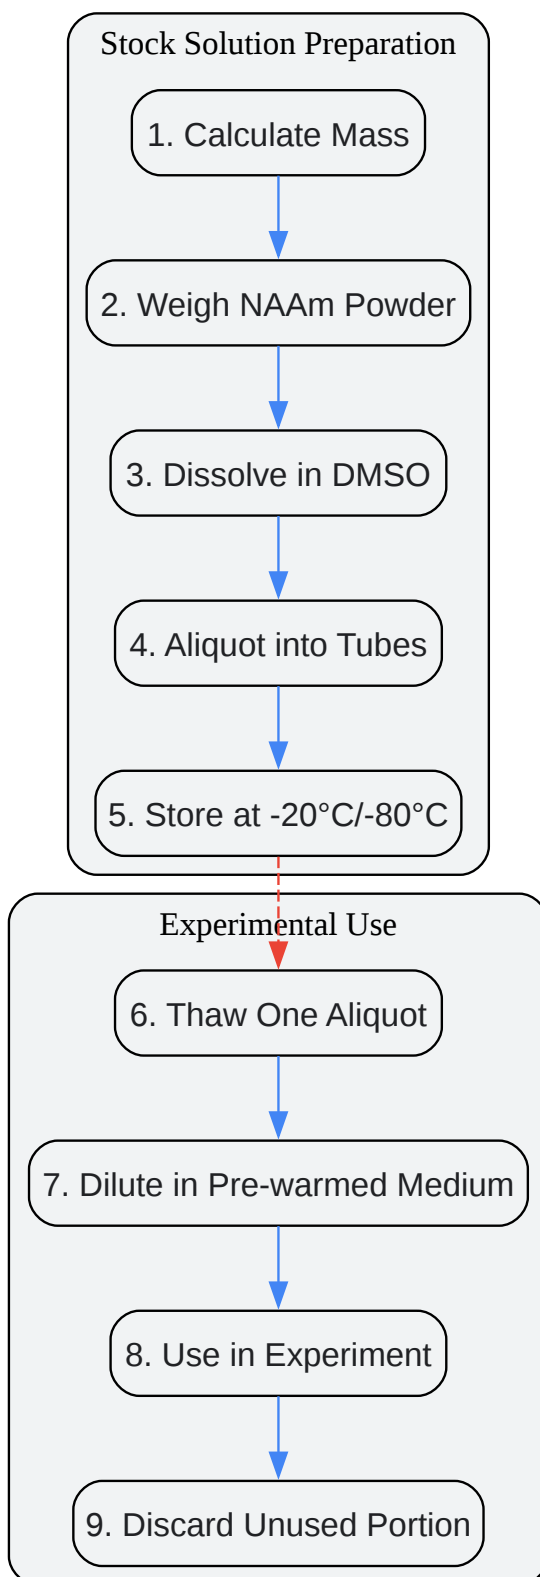 Stock Solution Preparation
1. Calculate Mass
2. Weigh NAAm Powder
3. Dissolve in DMSO
4. Aliquot into Tubes
5. Store at -20°C/-80°C
Experimental Use
6. Thaw One Aliquot
7. Dilute in Pre-warmed Medium
8. Use in Experiment
9. Discard Unused Portion